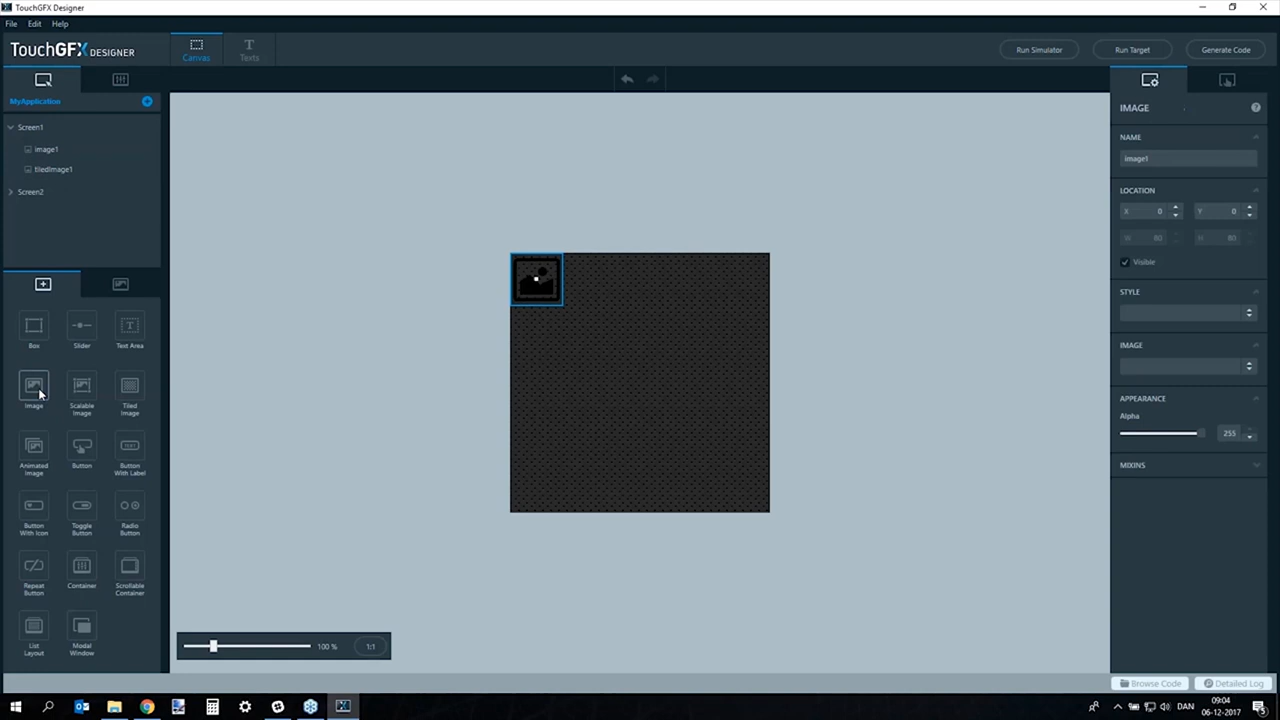 TouchGFX Designer
File Edit Help
TouchGFX DESIGNER
Canvas
Texts
Run Simulator
Run Target
Generate Code
MyApplication
Screen1
image1
tiledImage1
Screen2
Box
Slider
Text Area
Image
Scalable Image
Tiled Image
Animated Image
Button
Button With Label
Button With Icon
Toggle Button
Radio Button
Repeat Button
Container
Scrollable Container
List Layout
Modal Window
100 %
1:1
IMAGE
NAME
image1
LOCATION
X 0 Y 0
W 80 H 80
Visible
STYLE
IMAGE
APPEARANCE
Alpha
255
MIXINS
Browse Code
Detailed Log
DAN
09:04
06-12-2017